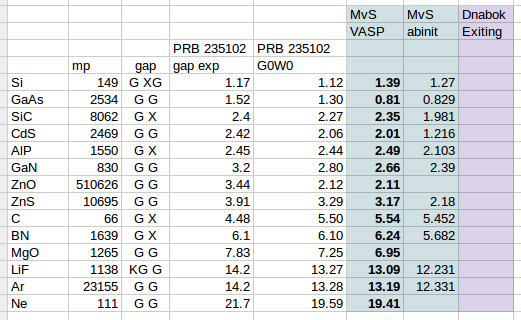 MvS MvS Dnabok
VASP abinit Exiting
PRB 235102 PRB 235102
mp gap gap exp G0W0
Si 149 G XG 1.17 1.12 1.39 1.27
GaAs 2534 G G 1.52 1.30 0.81 0.829
SiC 8062 G X 2.4 2.27 2.35 1.981
CdS 2469 G G 2.42 2.06 2.01 1.216
AlP 1550 G X 2.45 2.44 2.49 2.103
GaN 830 G G 3.2 2.80 2.66 2.39
ZnO 510626 G G 3.44 2.12 2.11
ZnS 10695 G G 3.91 3.29 3.17 2.18
C 66 G X 4.48 5.50 5.54 5.452
BN 1639 G X 6.1 6.10 6.24 5.682
MgO 1265 G G 7.83 7.25 6.95
LiF 1138 KG G 14.2 13.27 13.09 12.231
Ar 23155 G G 14.2 13.28 13.19 12.331
Ne 111 G G 21.7 19.59 19.41